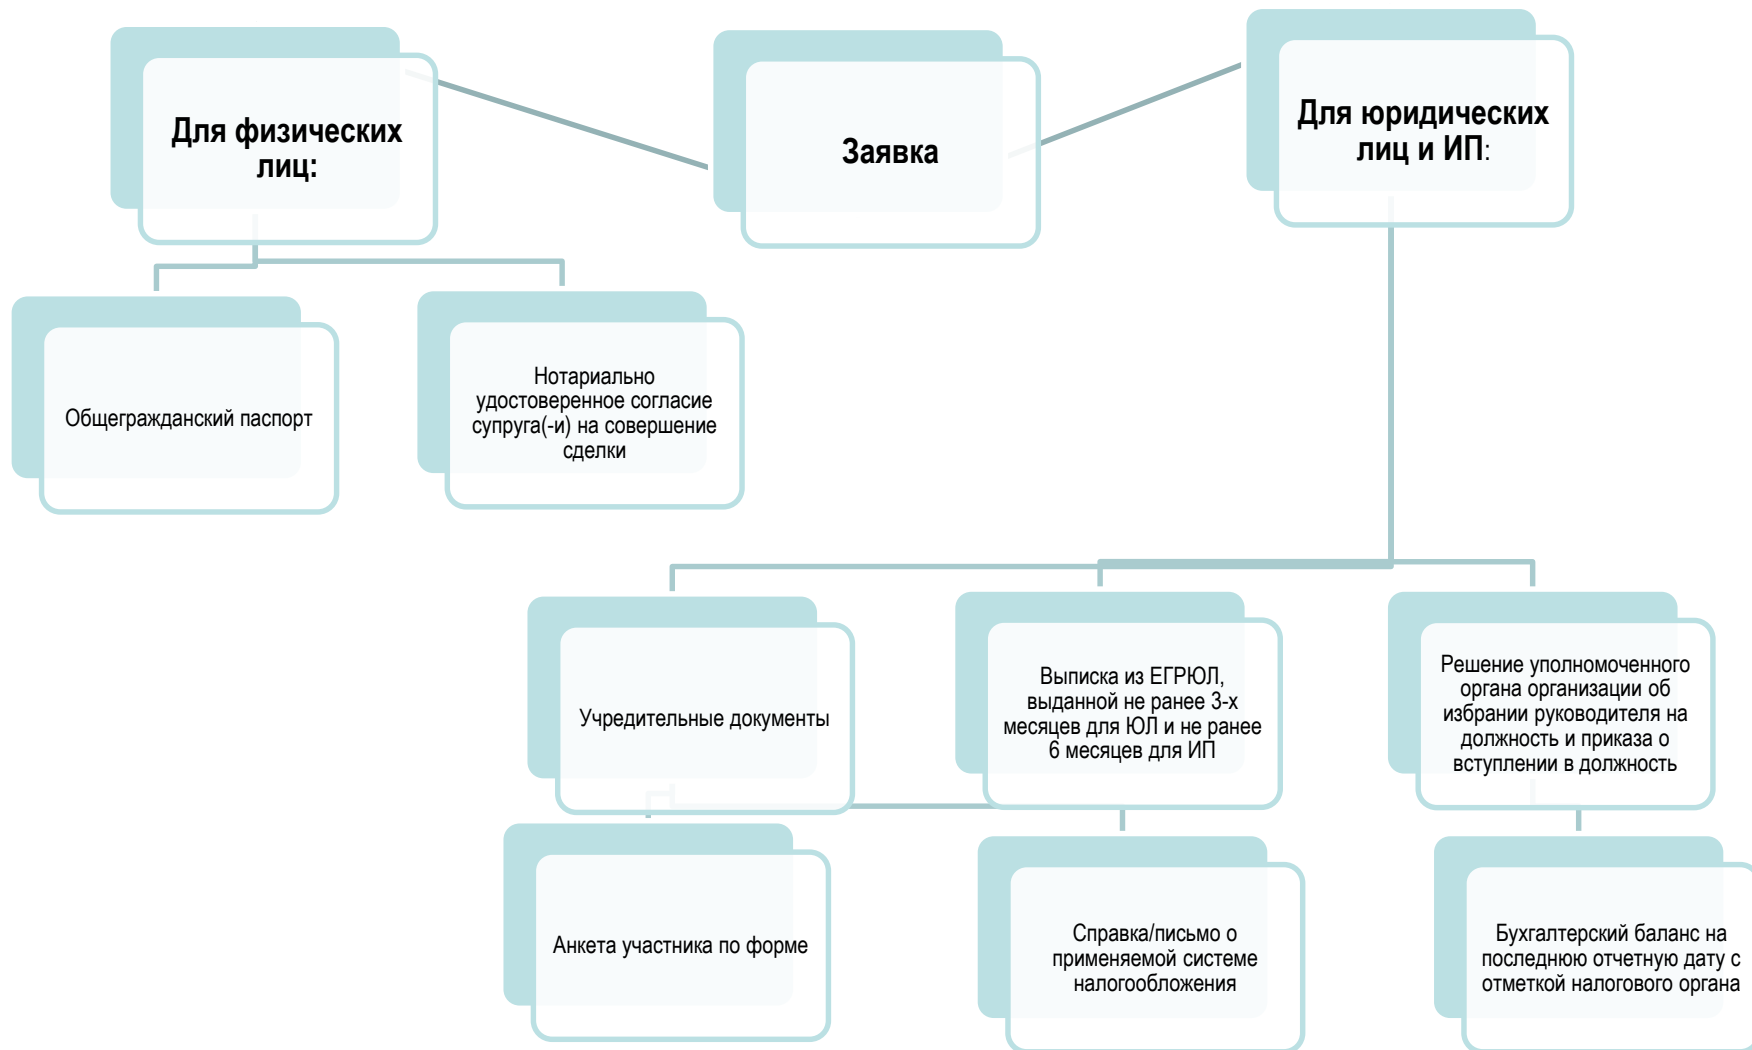 Для физических
лиц:
Заявка
Для юридических
лиц и ИП:
Общегражданский паспорт
Нотариально
удостоверенное согласие
супруга(-и) на совершение
сделки
Учредительные документы
Выписка из ЕГРЮЛ,
выданной не ранее 3-х
месяцев для ЮЛ и не ранее
6 месяцев для ИП
Решение уполномоченного
органа организации об
избрании руководителя на
должность и приказа о
вступлении в должность
Анкета участника по форме
Справка/письмо о
применяемой системе
налогообложения
Бухгалтерский баланс на
последнюю отчетную дату с
отметкой налогового органа